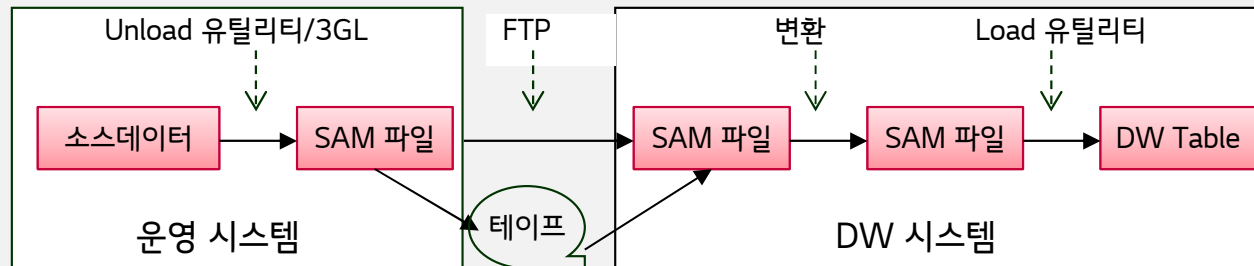 Unload 유틸리티/3GL
FTP
변환
Load 유틸리티
소스데이터
SAM 파일
SAM 파일
SAM 파일
DW Table
테이프
운영 시스템
DW 시스템